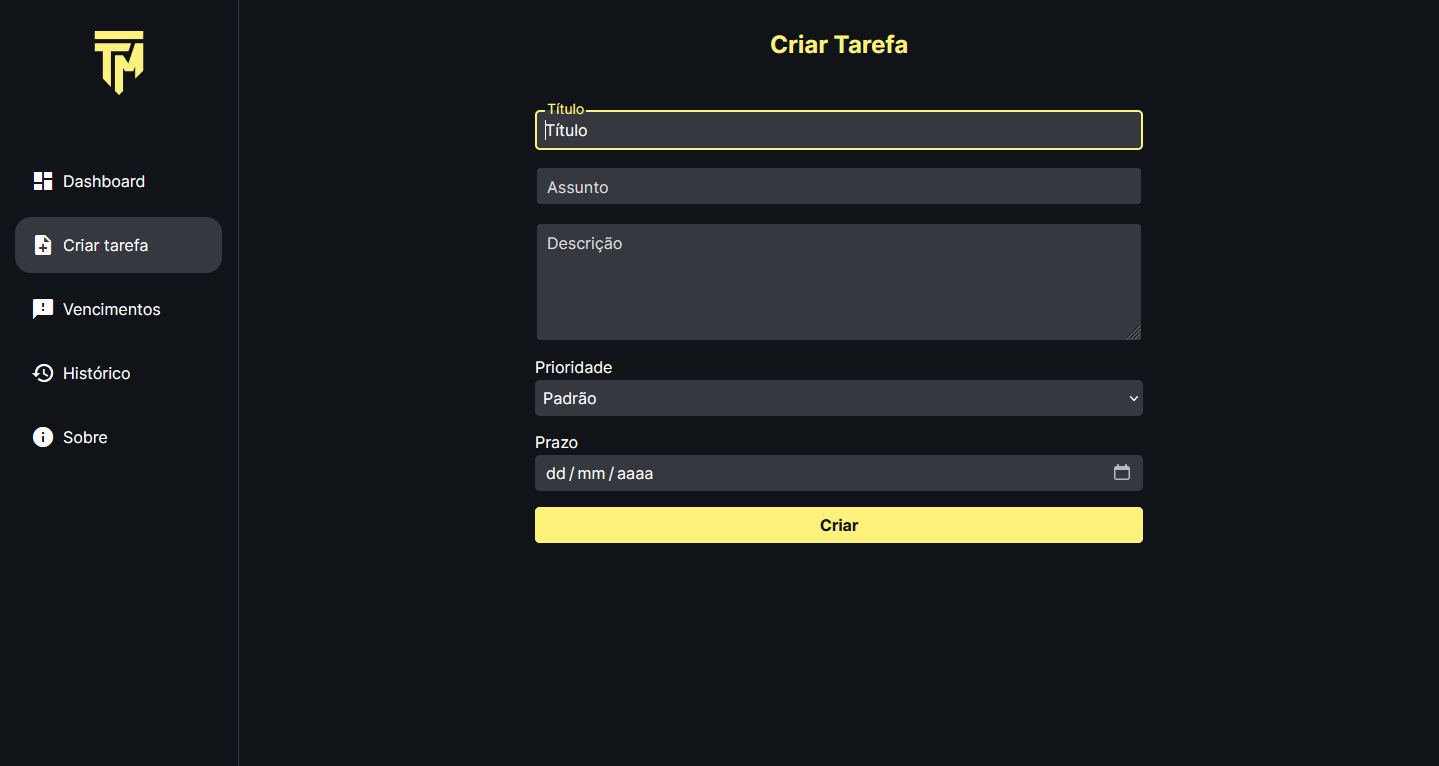 TM
Dashboard
Criar tarefa
Vencimentos
Histórico
Sobre
Criar Tarefa
Título
Título
Assunto
Descrição
Prioridade
Padrão
Prazo
dd/mm/aaaa
Criar